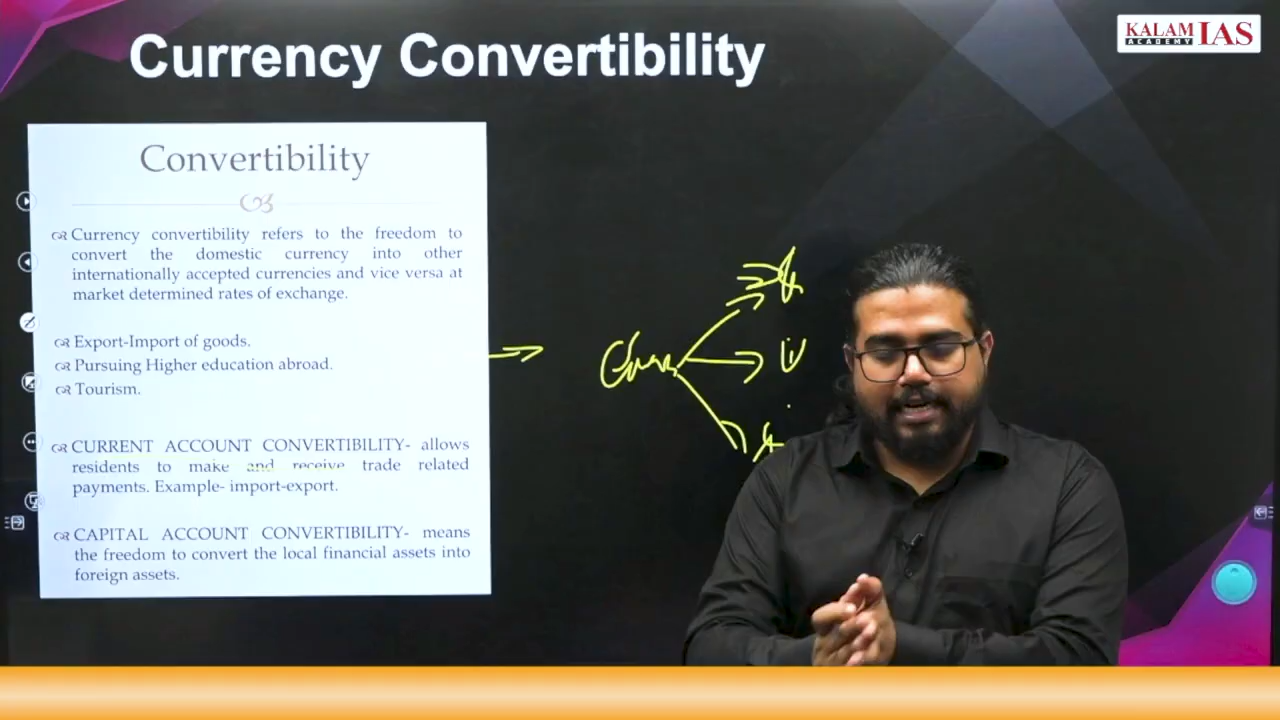 Currency Convertibility
KALAM IAS
ACADEMY
Convertibility
Currency convertibility refers to the freedom to
convert the domestic currency into other
internationally accepted currencies and vice versa at
market determined rates of exchange.
Export-Import of goods.
Pursuing Higher education abroad.
Tourism.
CURRENT ACCOUNT CONVERTIBILITY- allows
residents to make and receive trade related
payments. Example- import-export.
CAPITAL ACCOUNT CONVERTIBILITY- means
the freedom to convert the local financial assets into
foreign assets.